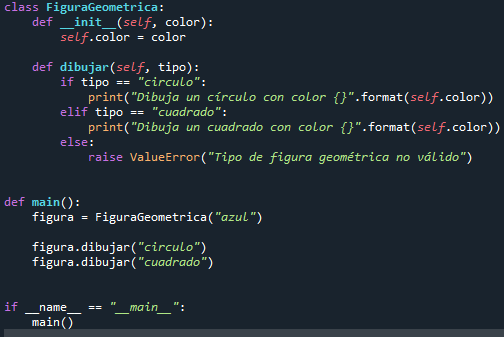 class FiguraGeometrica:
    def __init__(self, color):
        self.color = color

    def dibujar(self, tipo):
        if tipo == "circulo":
            print("Dibuja un círculo con color {}".format(self.color))
        elif tipo == "cuadrado":
            print("Dibuja un cuadrado con color {}".format(self.color))
        else:
            raise ValueError("Tipo de figura geométrica no válido")


def main():
    figura = FiguraGeometrica("azul")

    figura.dibujar("circulo")
    figura.dibujar("cuadrado")


if __name__ == "__main__":
    main()